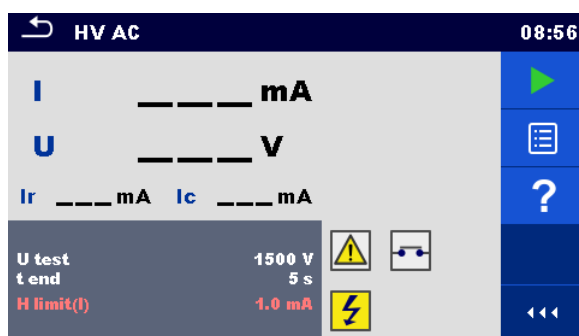 HV AC 08:56
I ___ mA
U ___ V
Ir ___ mA Ic ___ mA
U test 1500 V
t end 5 s
H limit(I) 1.0 mA
?